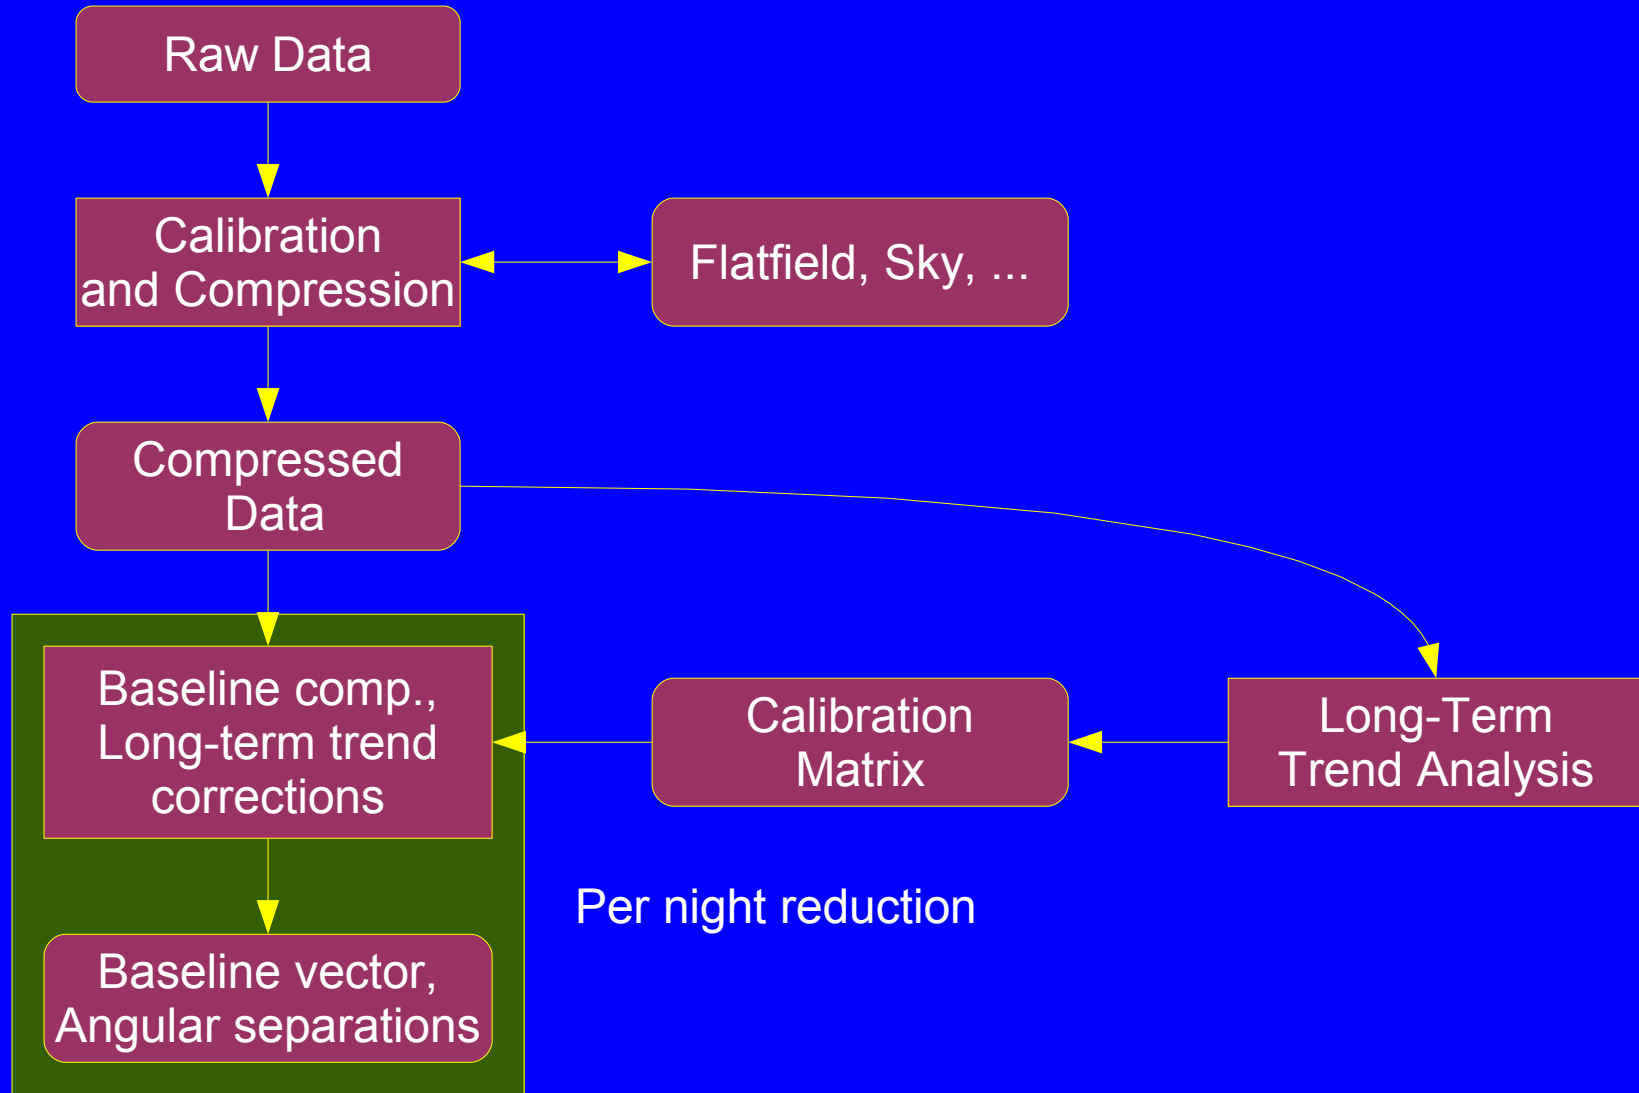 Raw Data
Calibration
and Compression
Flatfield, Sky, ...
Compressed
Data
Baseline comp.,
Long-term trend
corrections
Calibration
Matrix
Long-Term
Trend Analysis
Per night reduction
Baseline vector,
Angular separations